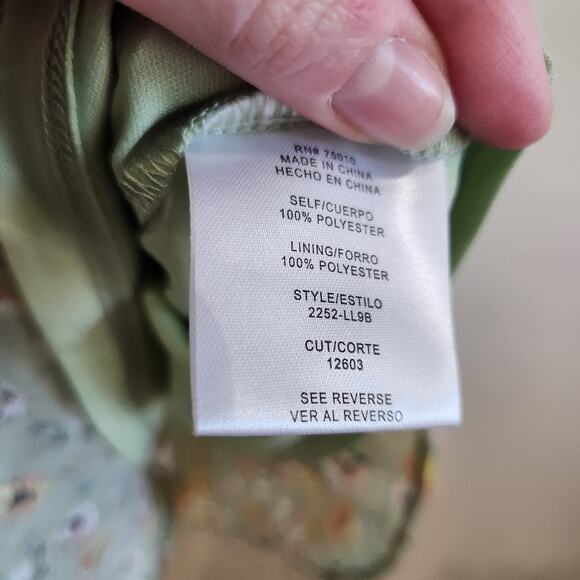 RN# 75010
MADE IN CHINA
HECHO EN CHINA
SELF/CUERPO
100% POLYESTER
LINING/FORRO
100% POLYESTER
STYLE/ESTILO
2252-LL9B
CUT/CORTE
12603
SEE REVERSE
VER AL REVERSO